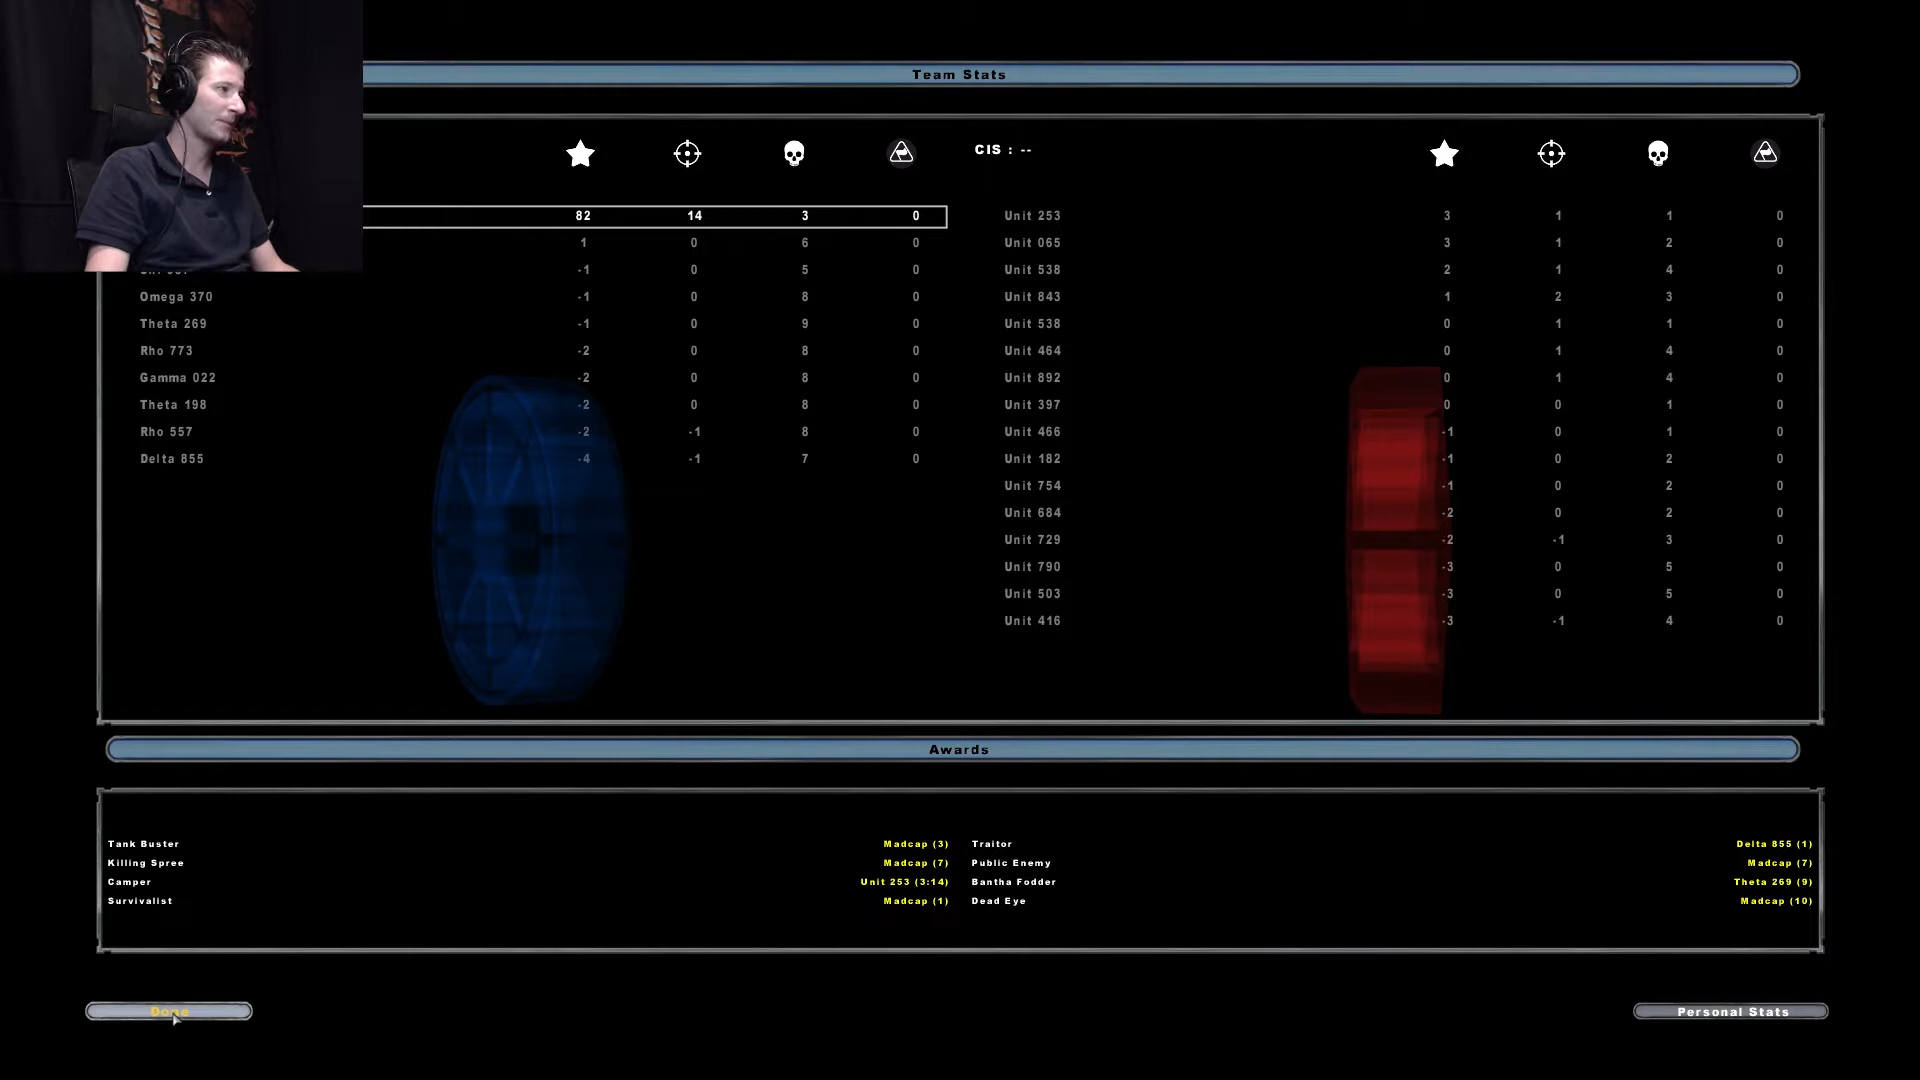 Team Stats
CIS : --
82 14 3 0
1 0 6 0
-1 0 5 0
Omega 370 -1 0 8 0
Theta 269 -1 0 9 0
Rho 773 -2 0 8 0
Gamma 022 -2 0 8 0
Theta 198 -2 0 8 0
Rho 557 -2 -1 8 0
Delta 855 -4 -1 7 0
Unit 253 3 1 1 0
Unit 065 3 1 2 0
Unit 538 2 1 4 0
Unit 843 1 2 3 0
Unit 538 0 1 1 0
Unit 464 0 1 4 0
Unit 892 0 1 4 0
Unit 397 0 0 1 0
Unit 466 -1 0 1 0
Unit 182 -1 0 2 0
Unit 754 -1 0 2 0
Unit 684 -2 0 2 0
Unit 729 -2 -1 3 0
Unit 790 -3 0 5 0
Unit 503 -3 0 5 0
Unit 416 -3 -1 4 0
Awards
Tank Buster Madcap (3)
Killing Spree Madcap (7)
Camper Unit 253 (3:14)
Survivalist Madcap (1)
Traitor Delta 855 (1)
Public Enemy Madcap (7)
Bantha Fodder Theta 269 (9)
Dead Eye Madcap (10)
Done
Personal Stats